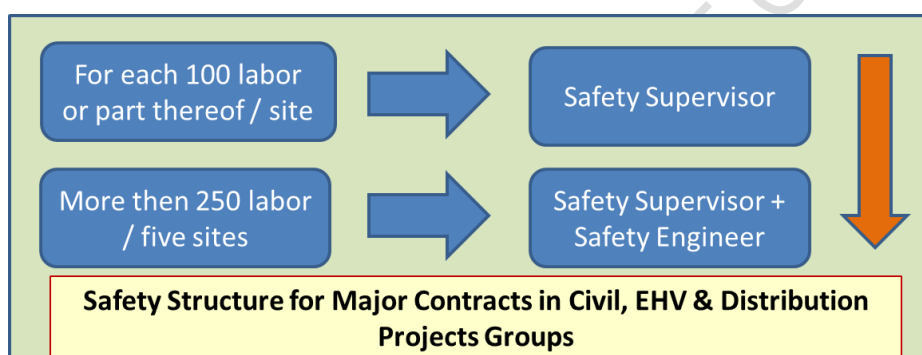 For each 100 labor
or part thereof / site
Safety Supervisor
More then 250 labor
/ five sites
Safety Supervisor +
Safety Engineer
Safety Structure for Major Contracts in Civil, EHV & Distribution
Projects Groups